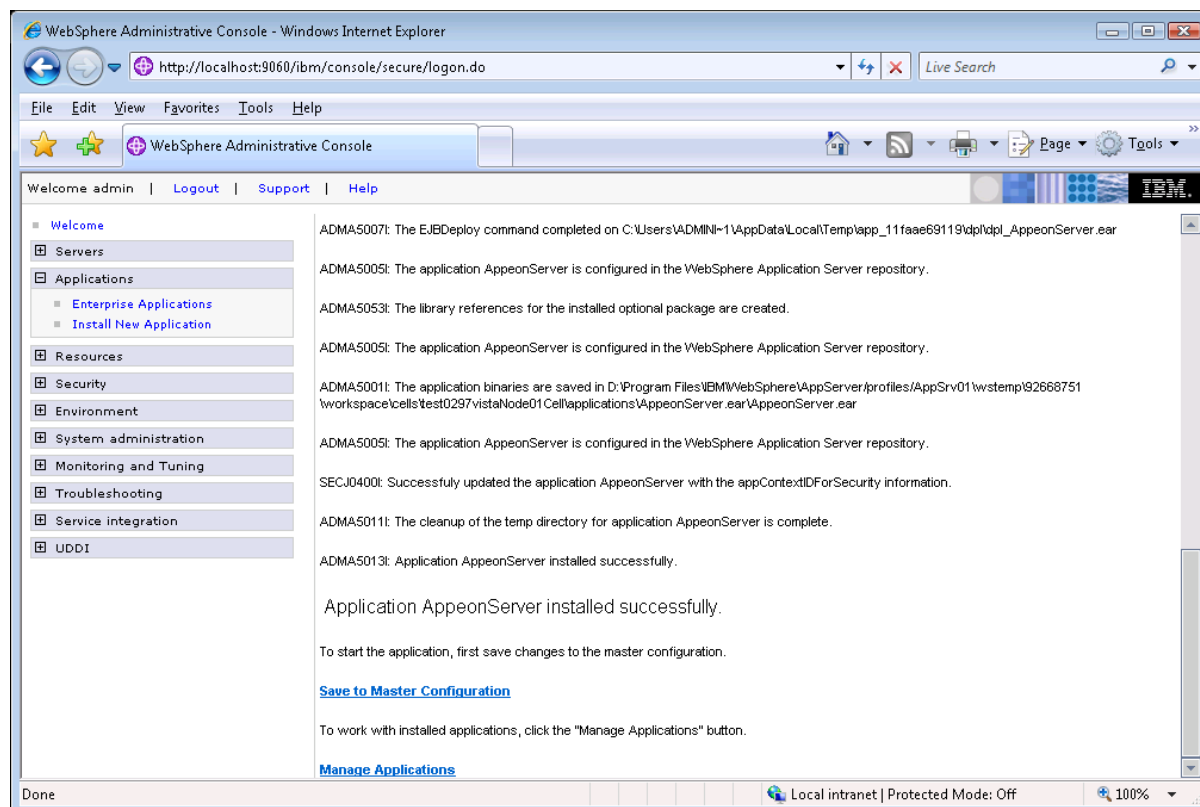 WebSphere Administrative Console - Windows Internet Explorer
http://localhost:9060/ibm/console/secure/logon.do
Live Search
File Edit View Favorites Tools Help
WebSphere Administrative Console
Page
Tools
Welcome admin | Logout | Support | Help
IBM.
Welcome
Servers
Applications
Enterprise Applications
Install New Application
Resources
Security
Environment
System administration
Monitoring and Tuning
Troubleshooting
Service integration
UDDI
ADMA5007I: The EJBDeploy command completed on C:\Users\ADMINI~1\AppData\Local\Temp\app_11faae69119\dpl\dpl_AppeonServer.ear
ADMA5005I: The application AppeonServer is configured in the WebSphere Application Server repository.
ADMA5053I: The library references for the installed optional package are created.
ADMA5005I: The application AppeonServer is configured in the WebSphere Application Server repository.
ADMA5001I: The application binaries are saved in D:\Program Files\IBM\WebSphere\AppServer/profiles/AppSrv01\wstemp\92668751
\workspace\cells\test0297vistaNode01Cell\applications\AppeonServer.ear\AppeonServer.ear
ADMA5005I: The application AppeonServer is configured in the WebSphere Application Server repository.
SECJ0400I: Successfuly updated the application AppeonServer with the appContextIDForSecurity information.
ADMA5011I: The cleanup of the temp directory for application AppeonServer is complete.
ADMA5013I: Application AppeonServer installed successfully.
Application AppeonServer installed successfully.
To start the application, first save changes to the master configuration.
Save to Master Configuration
To work with installed applications, click the "Manage Applications" button.
Manage Applications
Done
Local intranet | Protected Mode: Off
100%